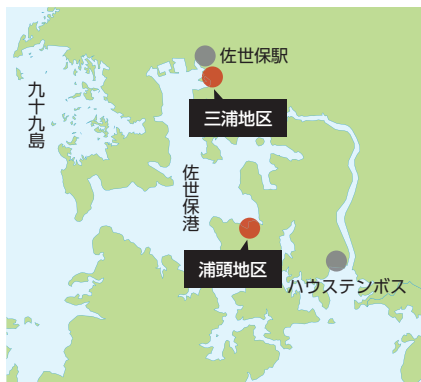 佐世保駅
三浦地区
九十九島
佐世保港
浦頭地区
ハウステンボス